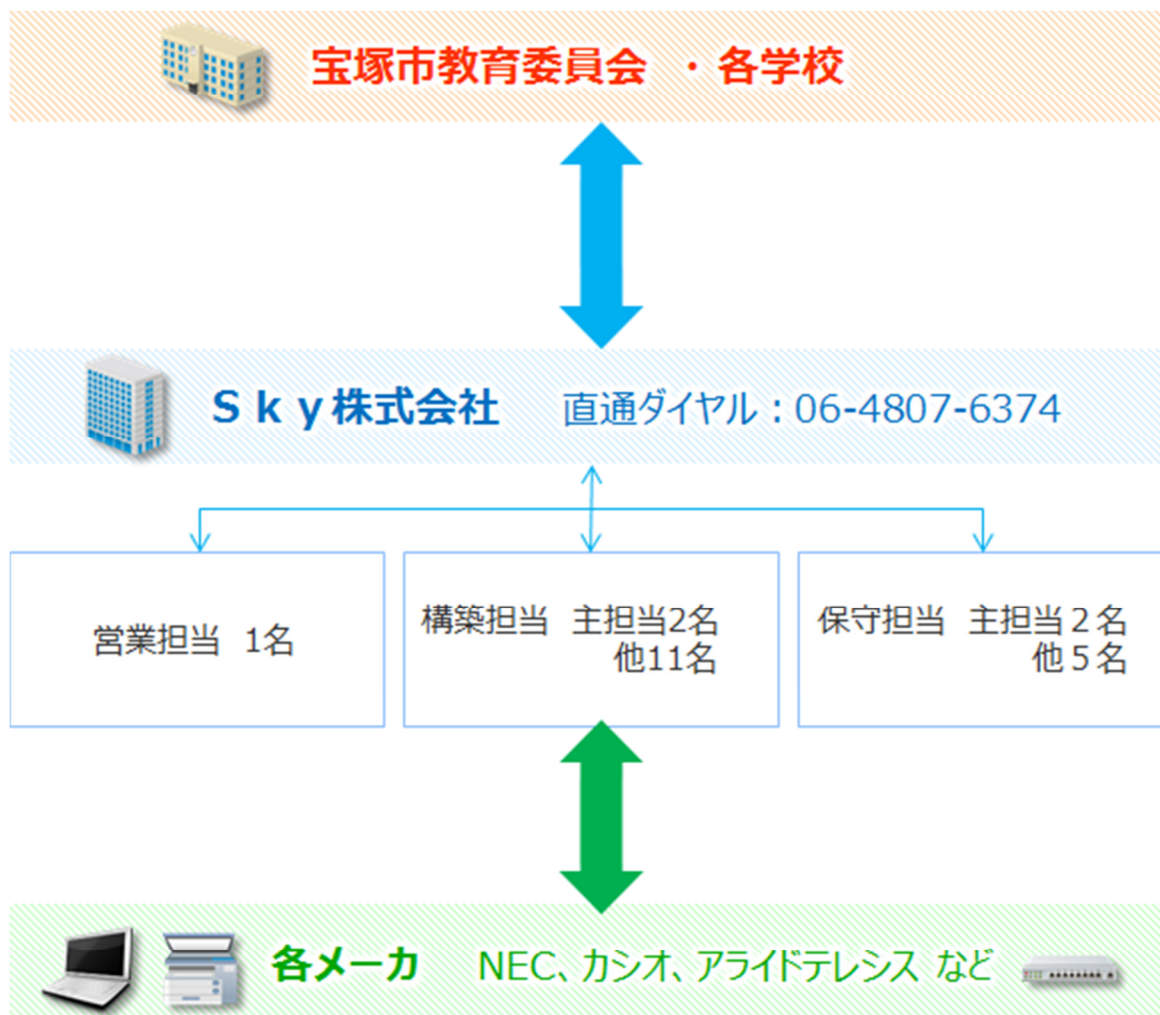 宝塚市教育委員会 ・各学校
Ｓｋｙ株式会社 直通ダイヤル：06-4807-6374
営業担当 1名
構築担当 主担当2名
他11名
保守担当 主担当２名
他５名
各メーカ NEC、カシオ、アライドテレシス など